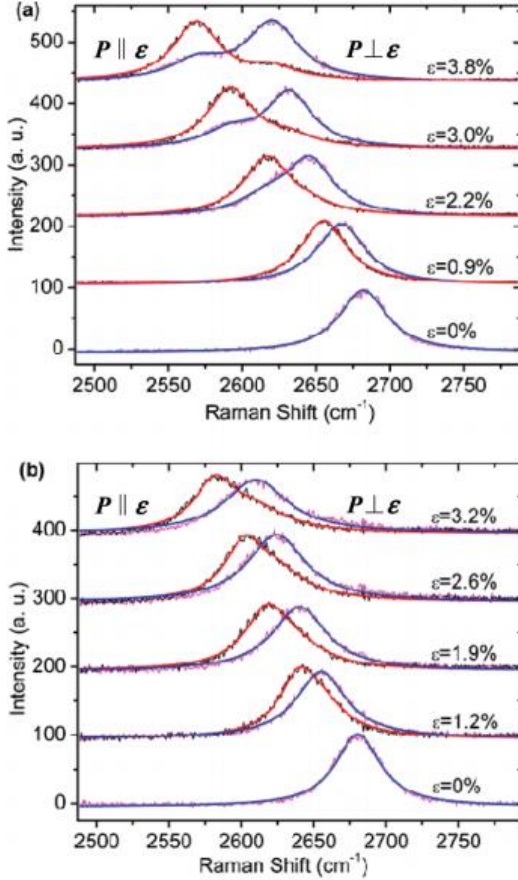 (a)
P ∥ ε P⊥ε
ε=3.8%
ε=3.0%
ε=2.2%
ε=0.9%
ε=0%
500
400
300
200
100
0
Intensity (a. u.)
2500 2550 2600 2650 2700 2750
Raman Shift (cm⁻¹)
(b)
P ∥ ε P⊥ε
ε=3.2%
ε=2.6%
ε=1.9%
ε=1.2%
ε=0%
400
300
200
100
0
Intensity (a. u.)
2500 2550 2600 2650 2700 2750
Raman Shift (cm⁻¹)